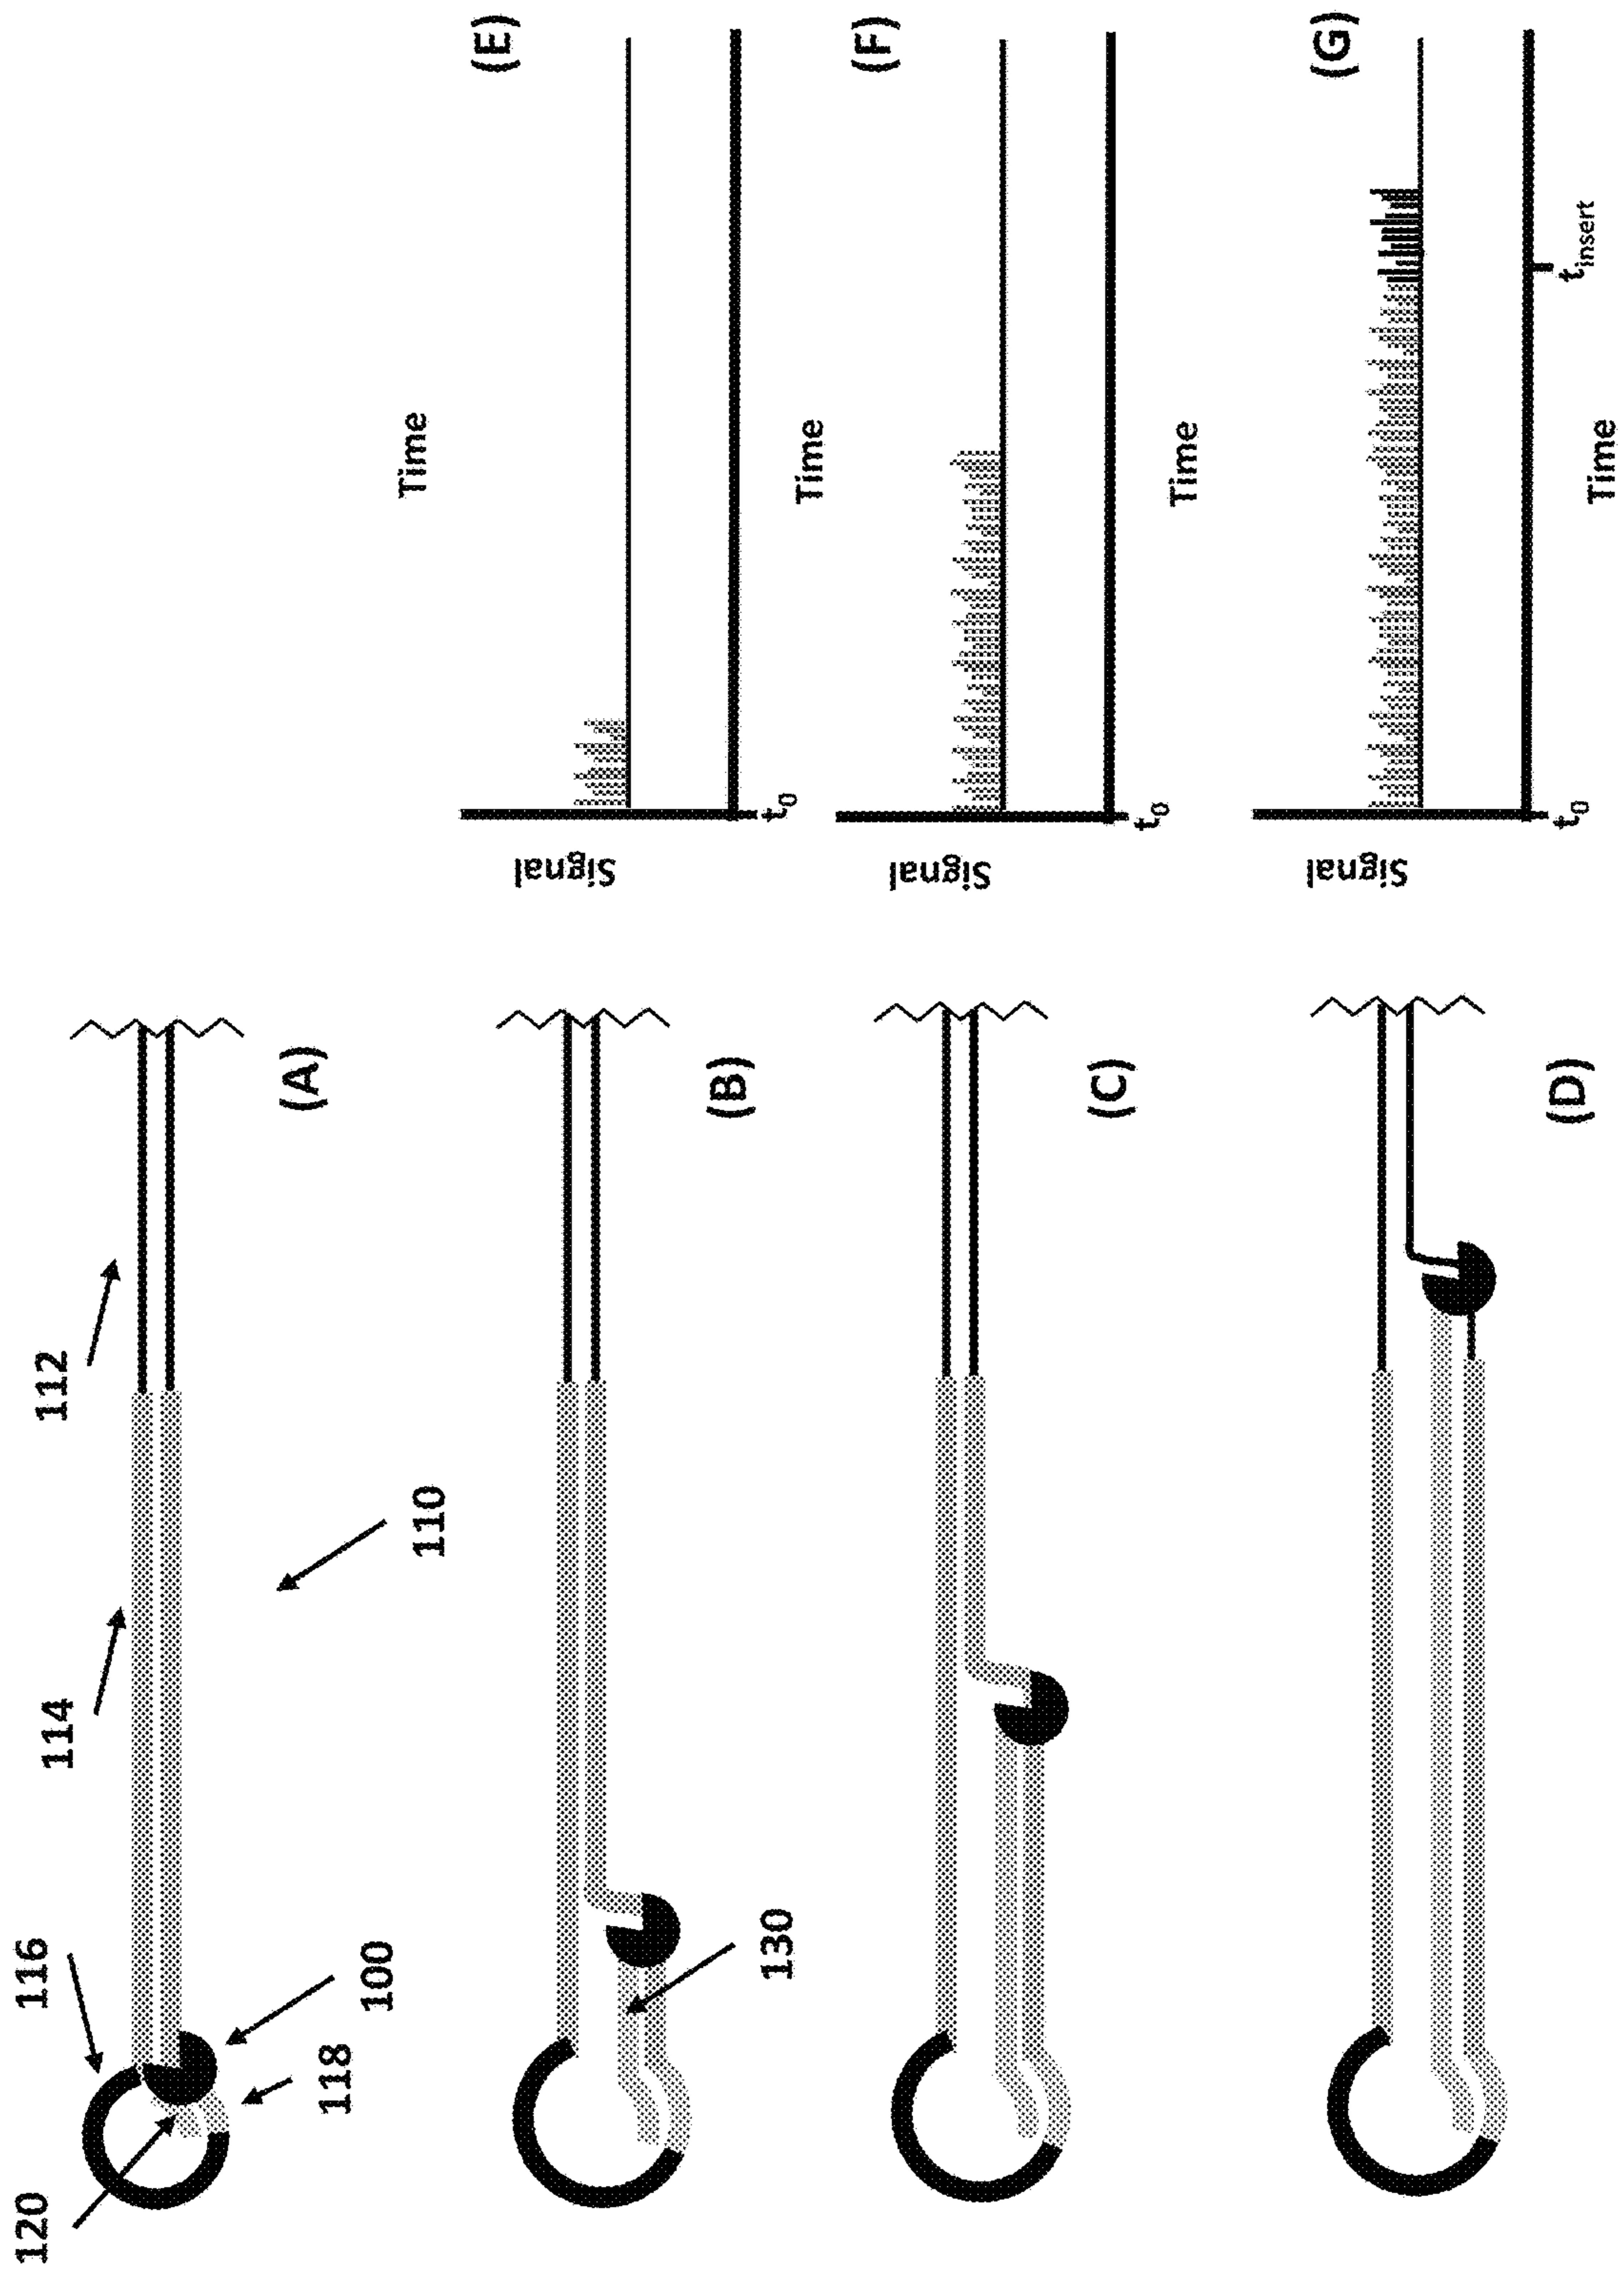 120
116
114
112
118
100
110
(A)
130
(B)
(C)
(D)
Time
Signal
(E)
t0
Time
Signal
(F)
t0
Time
Signal
(G)
t0
tinsert
Time